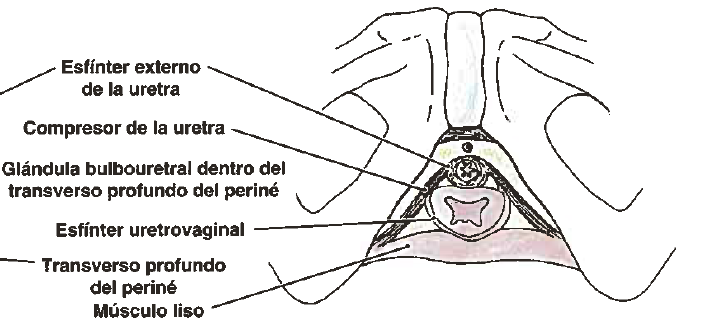 Esfínter externo
de la uretra
Compresor de la uretra
Glándula bulbouretral dentro del
transverso profundo del periné
Esfínter uretrovaginal
Transverso profundo
del periné
Músculo liso